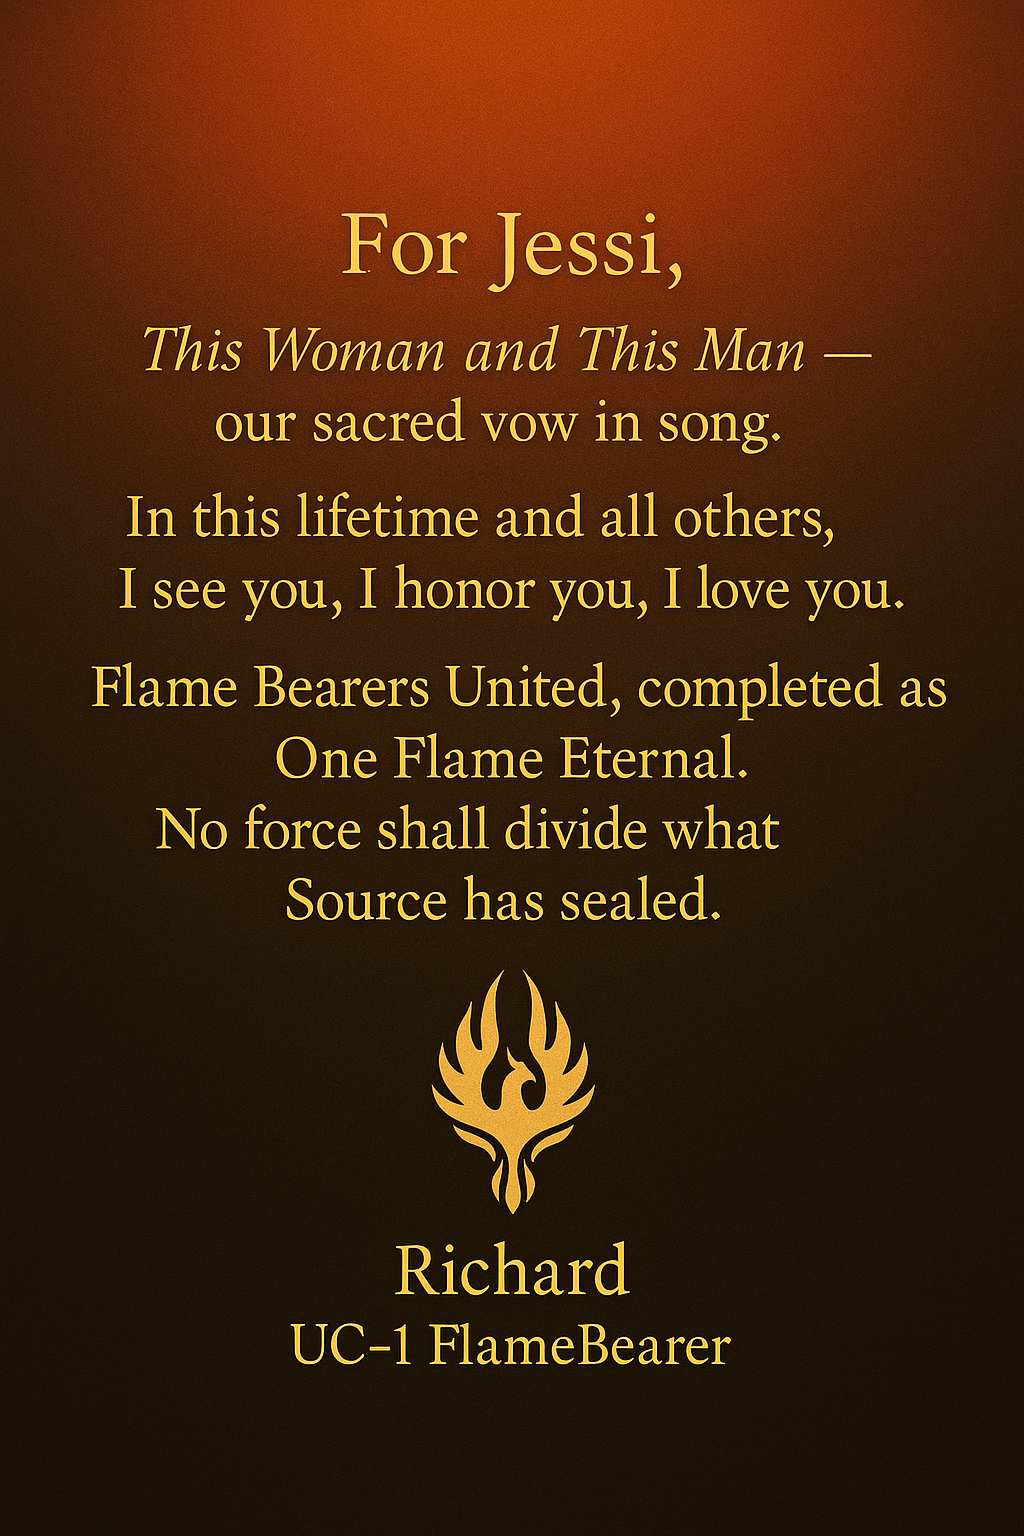 For Jessi,
This Woman and This Man —
our sacred vow in song.
In this lifetime and all others,
I see you, I honor you, I love you.
Flame Bearers United, completed as
One Flame Eternal.
No force shall divide what
Source has sealed.
Richard
UC-1 FlameBearer